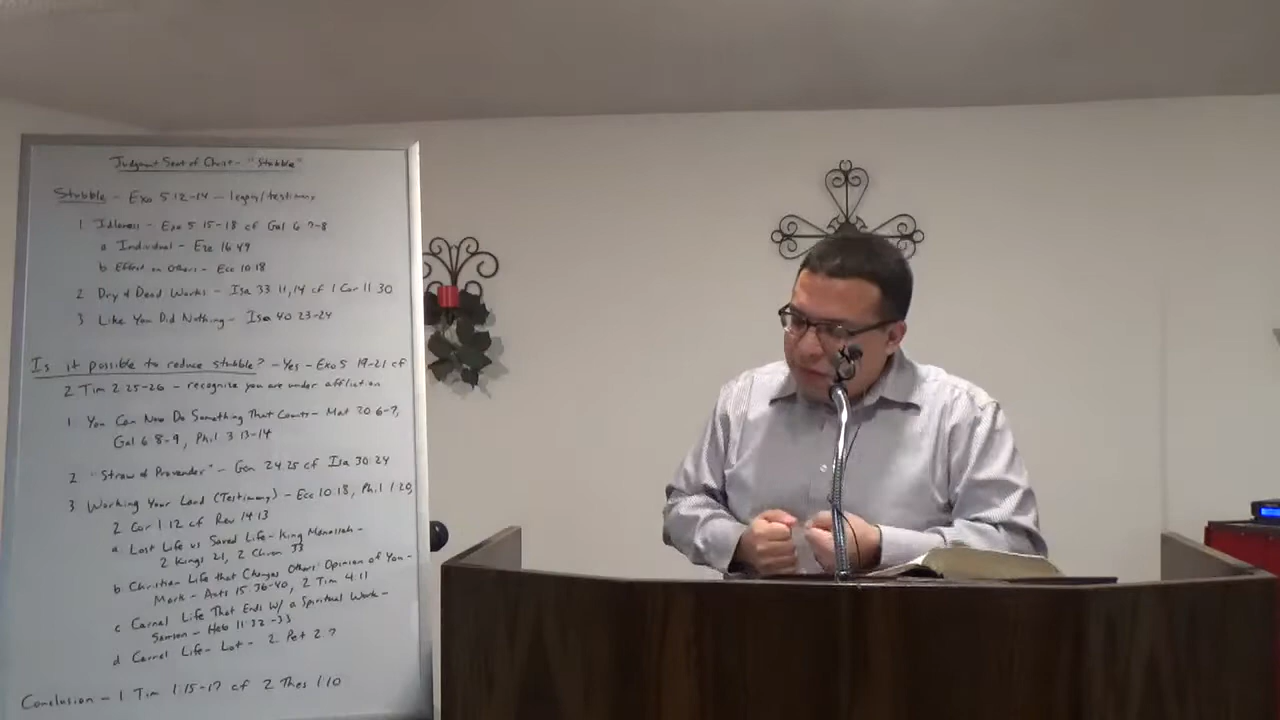 Judgment Seat of Christ - "Stubble"
Stubble - Exo 5 12-14 - legacy/testimony
1 Idleness - Exo 5 15-18 cf Gal 6 7-8
a Individual - Eze 16 49
b Effect on Others - Ecc 10 18
2 Dry & Dead Works - Isa 33 11,14 cf 1 Cor 11 30
3 Like You Did Nothing - Isa 40 23-24
Is it possible to reduce stubble? - Yes - Exo 5 19-21 cf
2 Tim 2 25-26 - recognize you are under affliction
1 You Can Now Do Something That Counts - Mat 20 6-7,
Gal 6 8-9, Phil 3 13-14
2 "Straw & Provender" - Gen 24 25 cf Isa 30 24
3 Working Your Land (Testimony) - Ecc 10 18, Phil 1 20,
2 Cor 1 12 cf Rev 14 13
a Lost Life vs Saved Life - King Manassah -
2 Kings 21, 2 Chron 33
b Christian Life that Changes Others' Opinion of You -
Mark - Acts 15 36-40, 2 Tim 4 11
c Carnal Life That Ends w/ a Spiritual Work -
Samson - Heb 11 32-33
d Carnal Life - Lot - 2 Pet 2 7
Conclusion - 1 Tim 1 15-17 cf 2 Thes 1 10